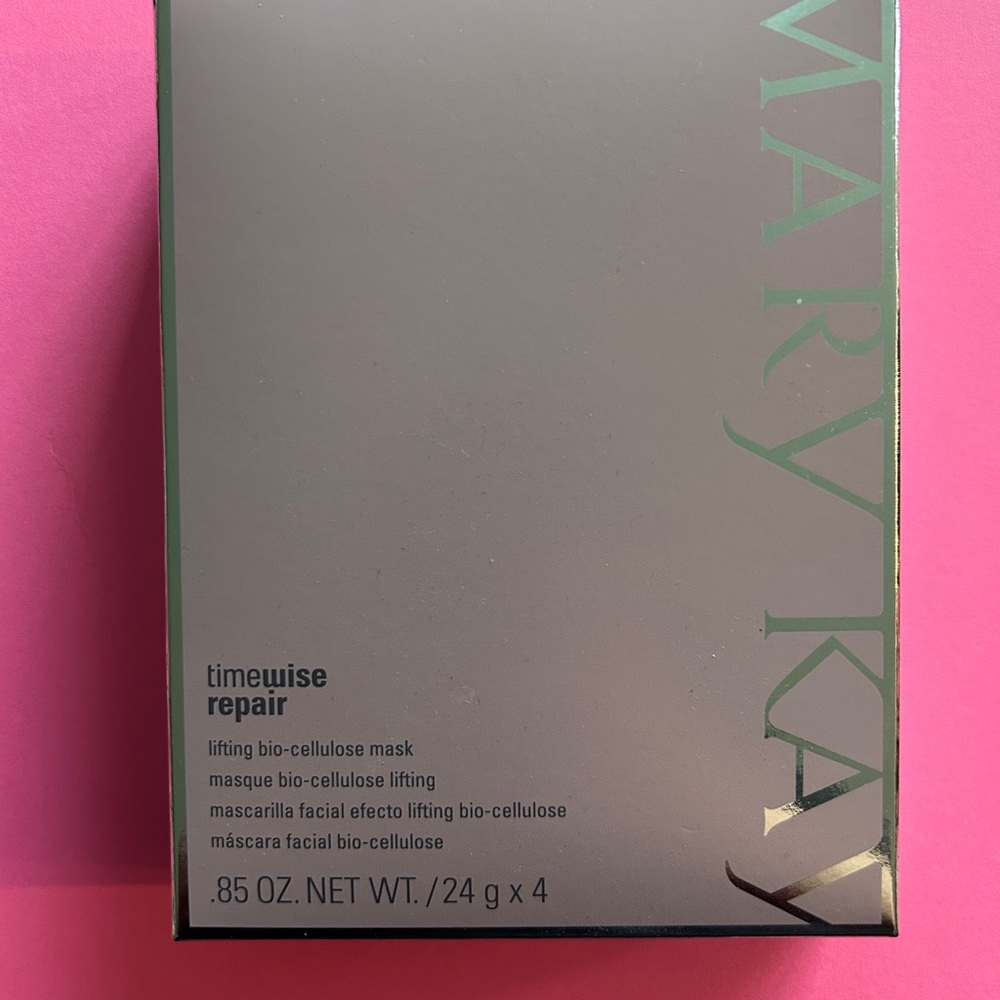 MARY KAY
timewise
repair
lifting bio-cellulose mask
masque bio-cellulose lifting
mascarilla facial efecto lifting bio-cellulose
máscara facial bio-cellulose
.85 OZ. NET WT. / 24 g x 4